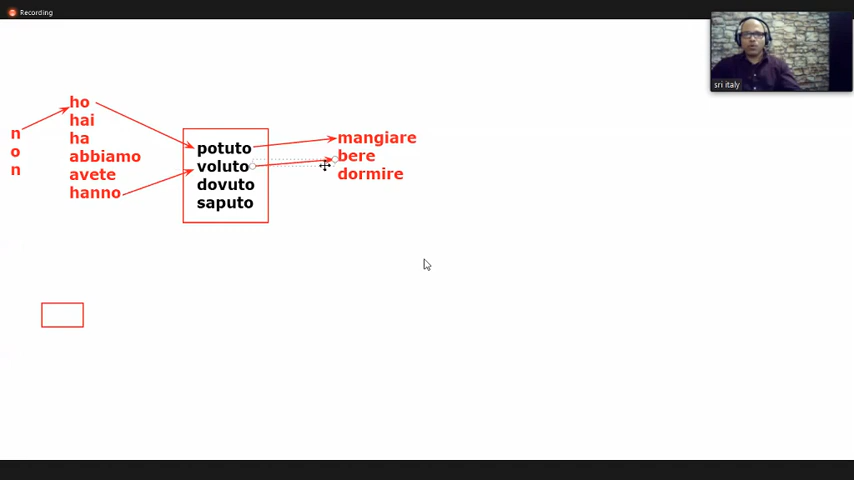 Recording
sri italy
n
o
n
ho
hai
ha
abbiamo
avete
hanno
potuto
voluto
dovuto
saputo
mangiare
bere
dormire